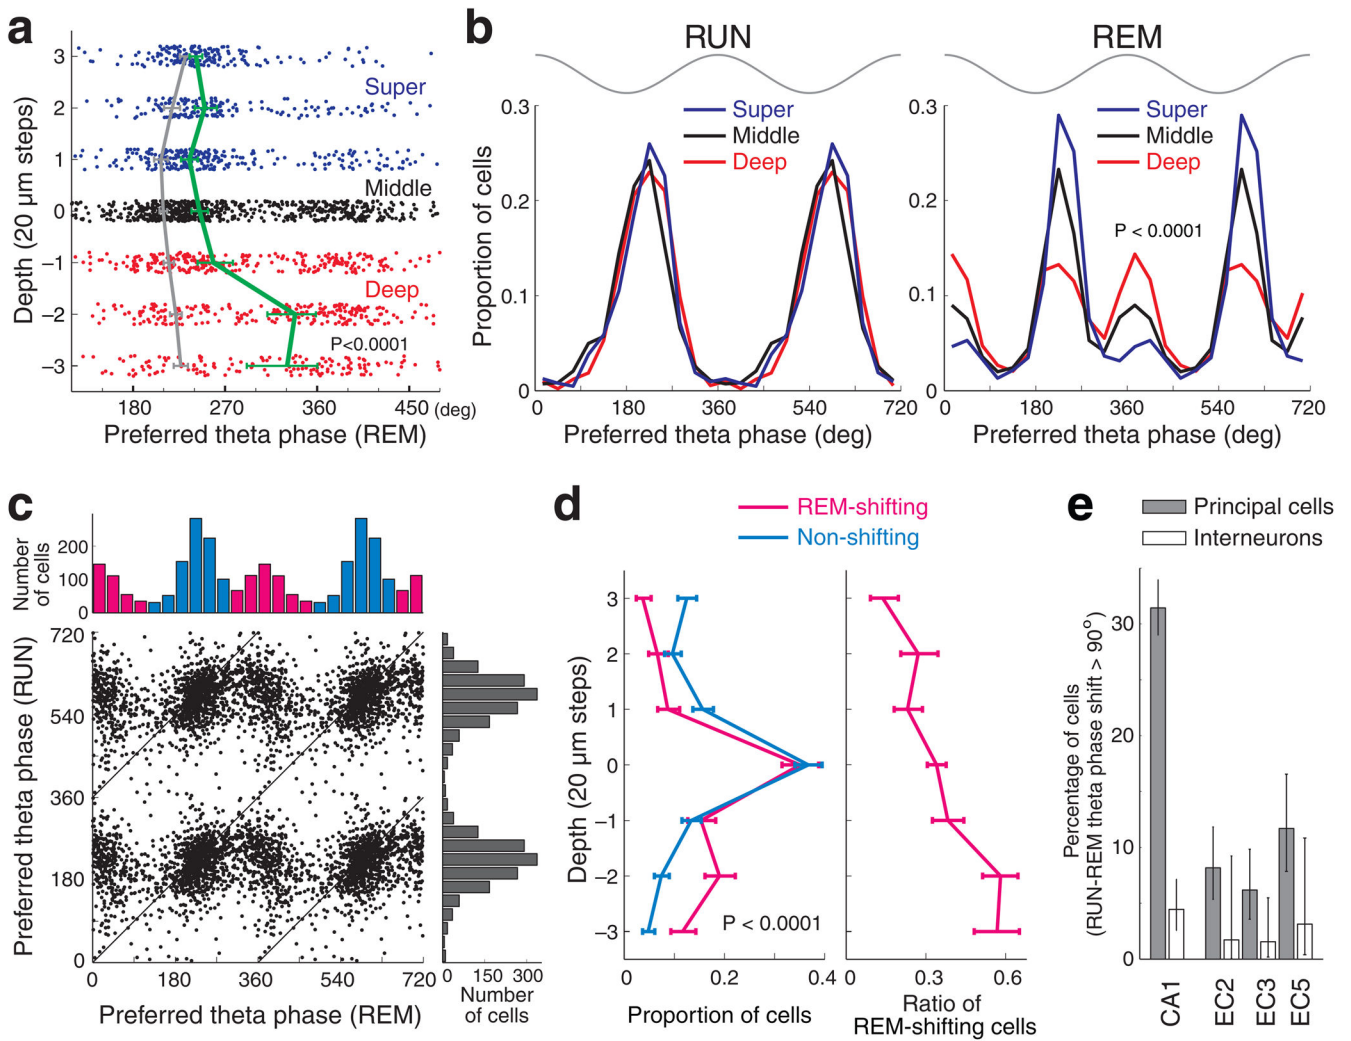 a
Depth (20 µm steps)
3
2
1
0
−1
−2
−3
Super
Middle
Deep
P<0.0001
180
270
360
450
(deg)
Preferred theta phase (REM)
b
RUN
REM
Proportion of cells
0.3
0.2
0.1
0
Super
Middle
Deep
0
180
360
540
720
Preferred theta phase (deg)
0.3
0.2
0.1
0
Super
Middle
Deep
P < 0.0001
0
180
360
540
720
Preferred theta phase (deg)
c
Number
of cells
200
100
0
Preferred theta phase (RUN)
720
540
360
180
0
0
180
360
540
720
Preferred theta phase (REM)
0
150
300
Number
of cells
d
REM-shifting
Non-shifting
Depth (20 µm steps)
3
2
1
0
−1
−2
−3
P < 0.0001
0
0.2
0.4
Proportion of cells
0
0.3
0.6
Ratio of
REM-shifting cells
e
Principal cells
Interneurons
Percentage of cells
(RUN-REM theta phase shift > 90°)
30
20
10
0
CA1
EC2
EC3
EC5